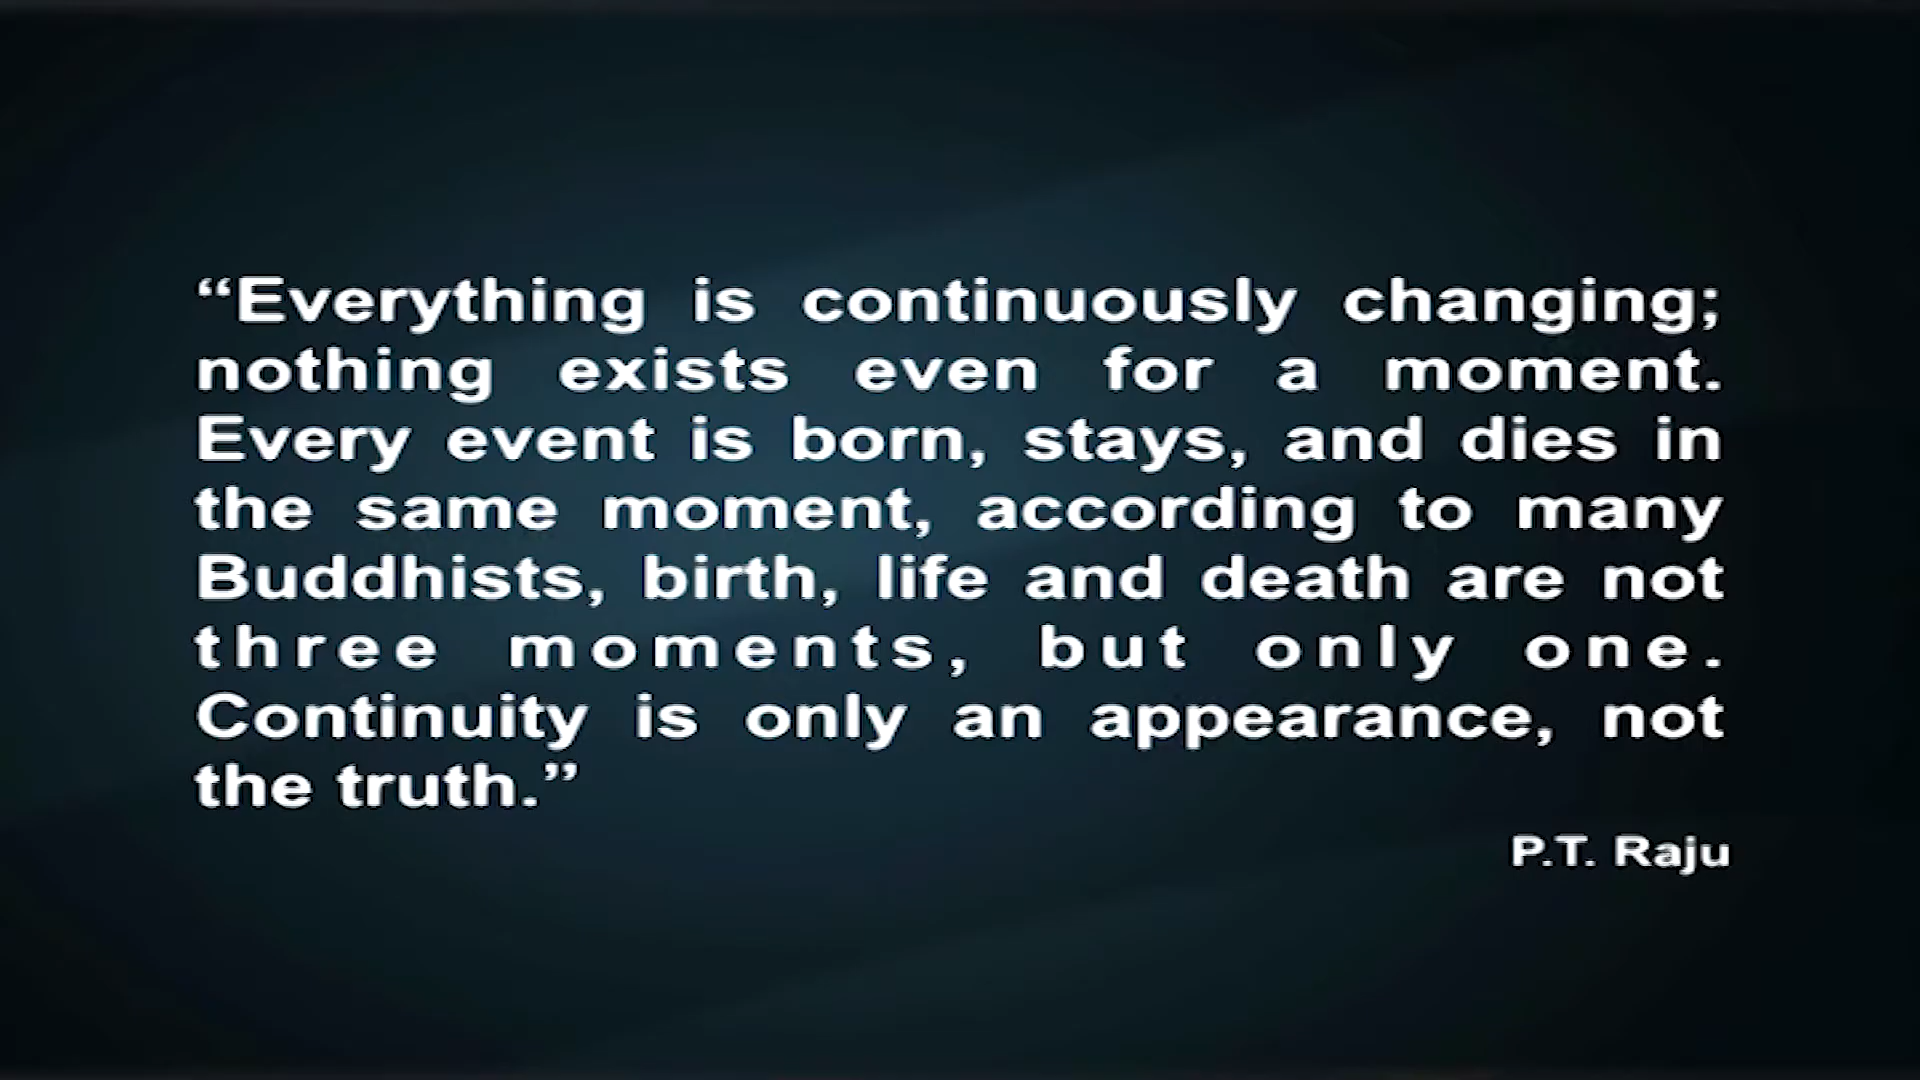 “Everything is continuously changing;
nothing exists even for a moment.
Every event is born, stays, and dies in
the same moment, according to many
Buddhists, birth, life and death are not
three moments, but only one.
Continuity is only an appearance, not
the truth.”
P.T. Raju